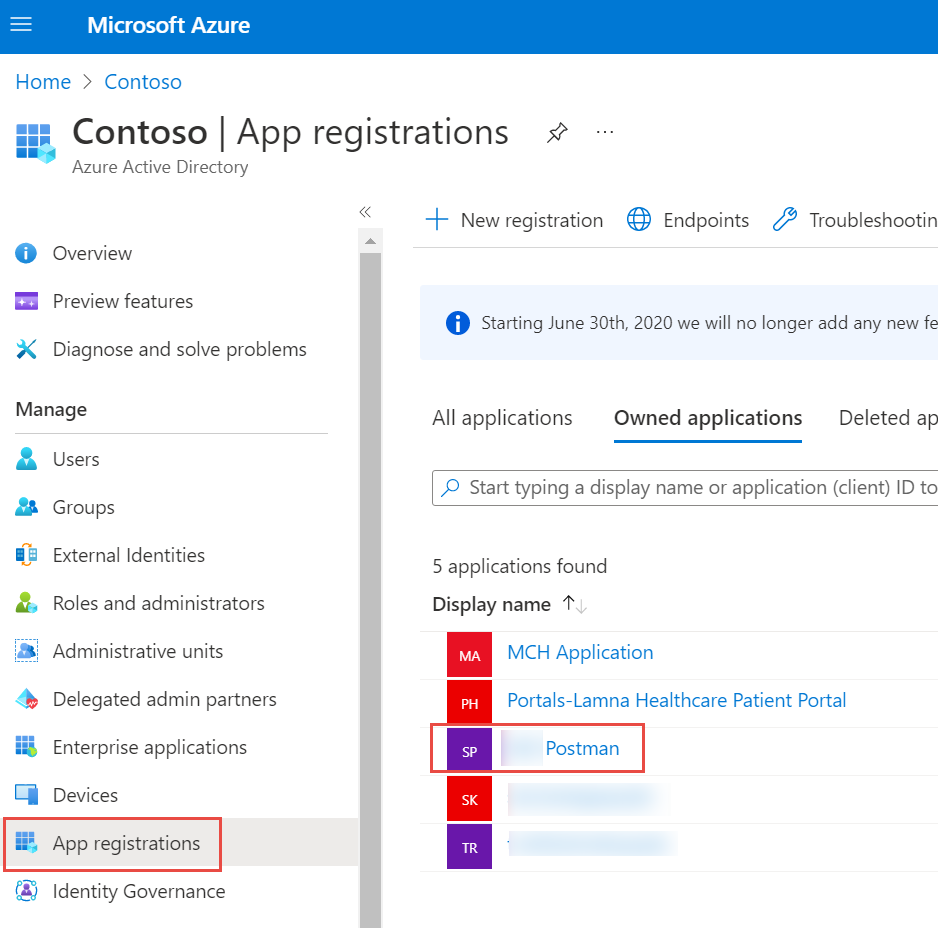 Microsoft Azure
Home > Contoso
Contoso | App registrations
Azure Active Directory
Overview
Preview features
Diagnose and solve problems
Manage
Users
Groups
External Identities
Roles and administrators
Administrative units
Delegated admin partners
Enterprise applications
Devices
App registrations
Identity Governance
New registration Endpoints Troubleshootin
Starting June 30th, 2020 we will no longer add any new fe
All applications Owned applications Deleted ap
Start typing a display name or application (client) ID to
5 applications found
Display name
MA MCH Application
PH Portals-Lamna Healthcare Patient Portal
SP Postman
SK
TR